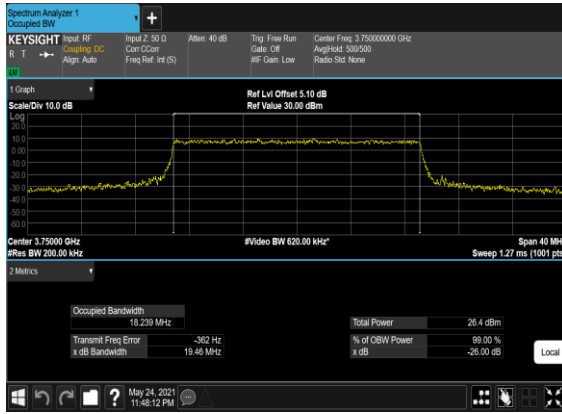 Spectrum Analyzer 1
Occupied BW
+
KEYSIGHT Input: RF Input Z: 50 Ω Atten: 40 dB Trig: Free Run Center Freq: 3.750000000 GHz
R T Coupling: DC Corr CCorr Gate: Off Avg|Hold: 500/500
Align: Auto Freq Ref: Int (S) #IF Gain: Low Radio Std: None
1 Graph
Ref Lvl Offset 5.10 dB
Scale/Div 10.0 dB Ref Value 30.00 dBm
Log
20.0
10.0
0.00
-10.0
-20.0
-30.0
-40.0
-50.0
-60.0
Center 3.75000 GHz #Video BW 620.00 kHz* Span 40 MH
#Res BW 200.00 kHz Sweep 1.27 ms (1001 pts
2 Metrics
Occupied Bandwidth
18.239 MHz Total Power 26.4 dBm
Transmit Freq Error -362 Hz % of OBW Power 99.00 %
x dB Bandwidth 19.46 MHz x dB -26.00 dB
Local
? May 24, 2021
11:48:12 PM